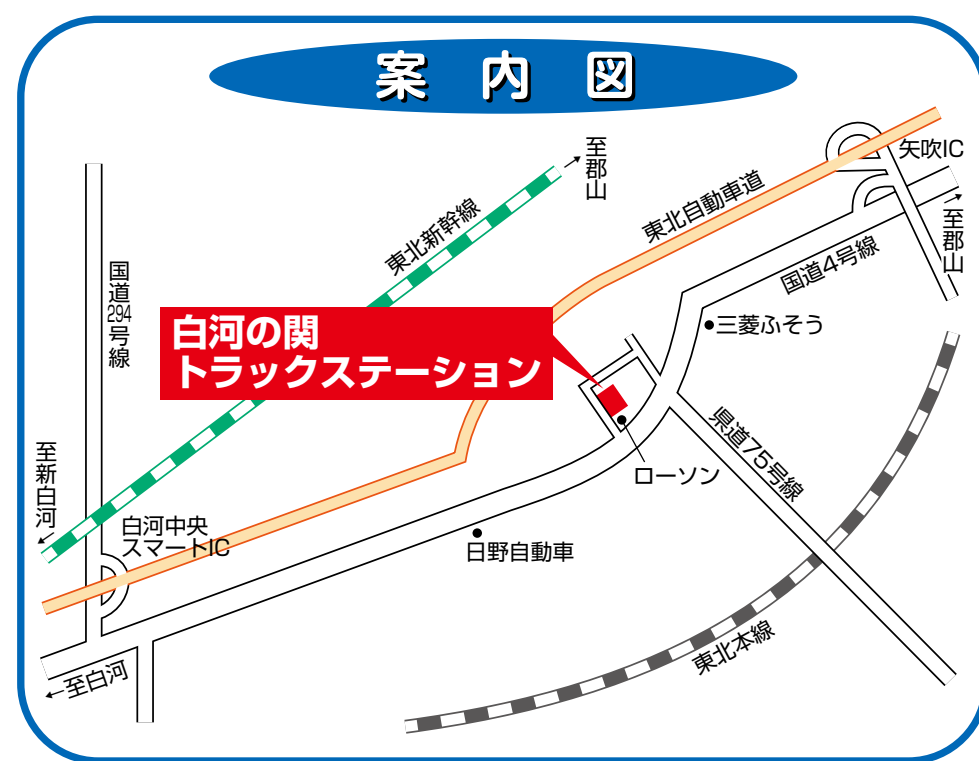 案内図
至郡山
矢吹IC
東北自動車道
東北新幹線
至郡山
国道4号線
国道294号線
白河の関
トラックステーション
三菱ふそう
県道75号線
至新白河
ローソン
白河中央
スマートIC
日野自動車
東北本線
至白河